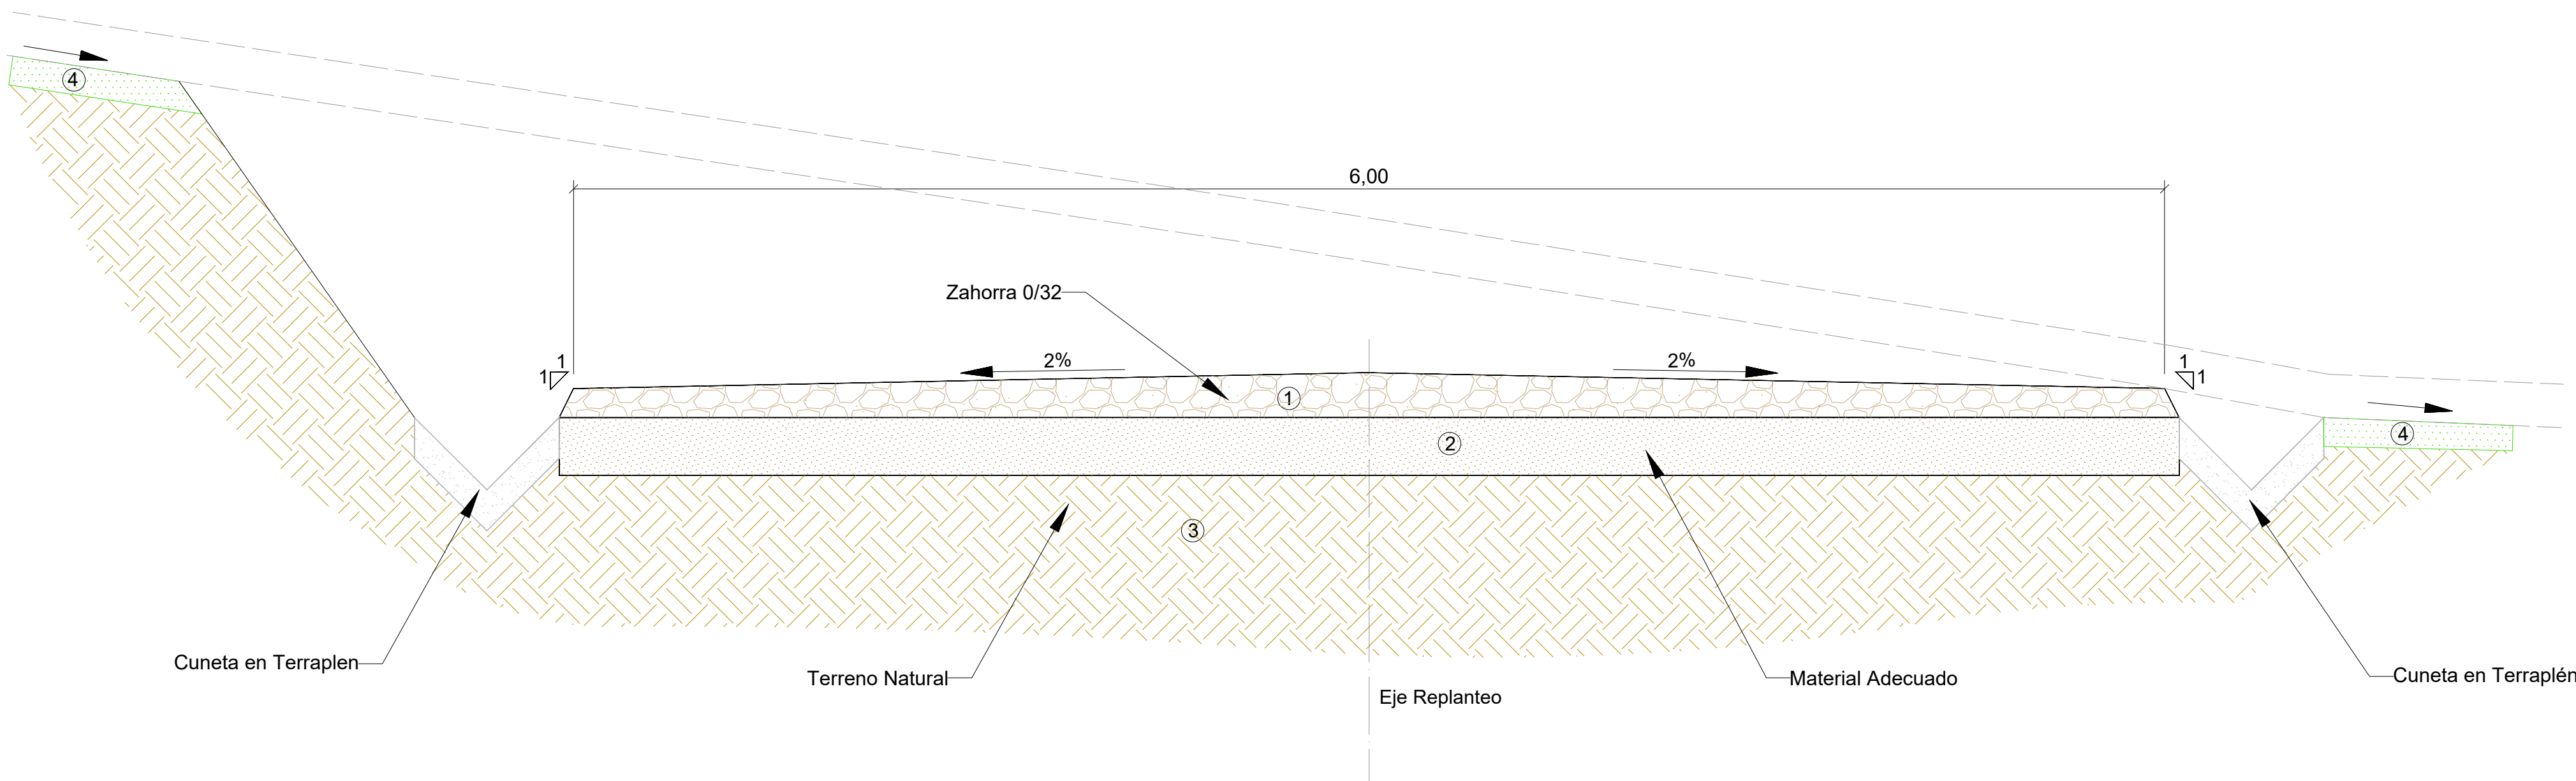 4
6,00
Zahorra 0/32
1
1
2%
2%
1
1
1
2
4
3
Cuneta en Terraplen
Terreno Natural
Material Adecuado
Cuneta en Terraplén
Eje Replanteo